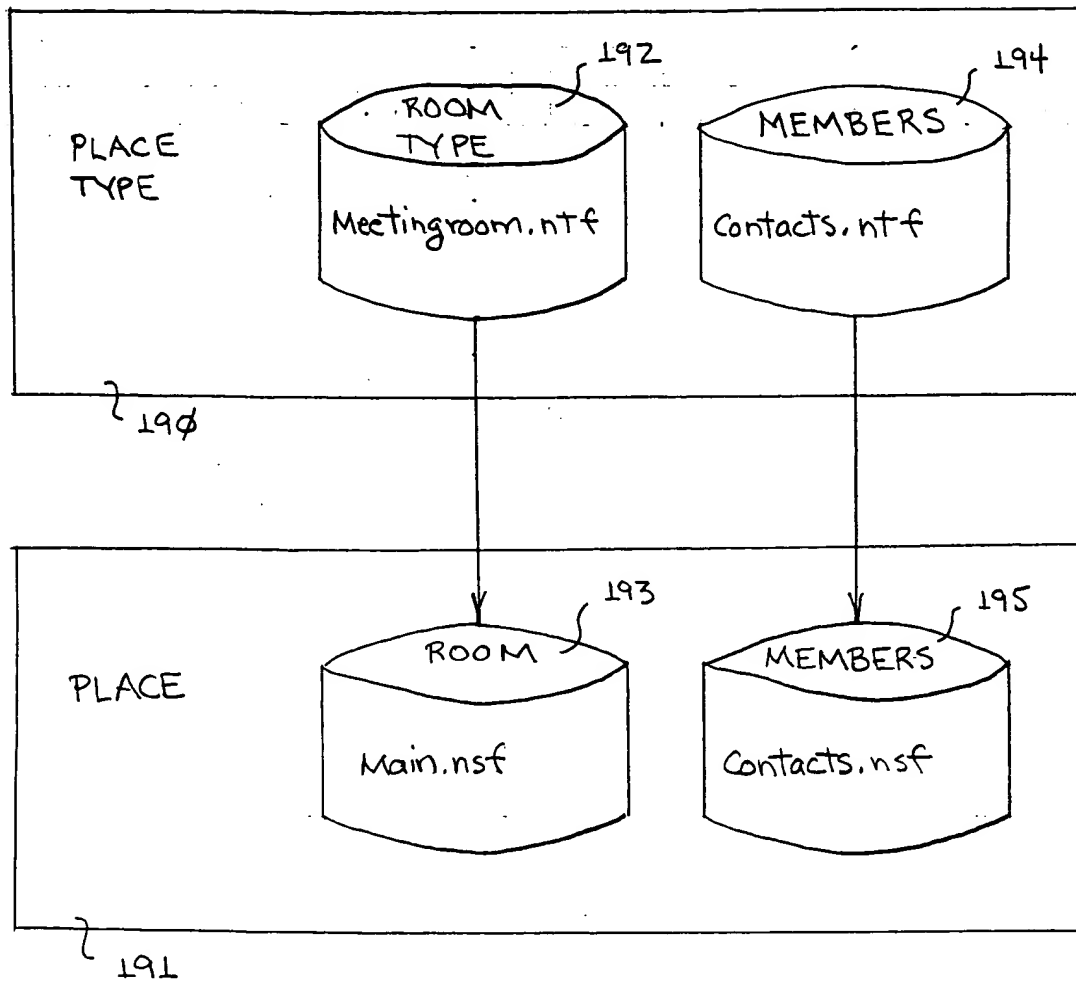 192
194
ROOM
TYPE
MEMBERS
PLACE
TYPE
Meetingroom.ntf
Contacts.ntf
190
193
195
ROOM
MEMBERS
PLACE
Main.nsf
Contacts.nsf
191